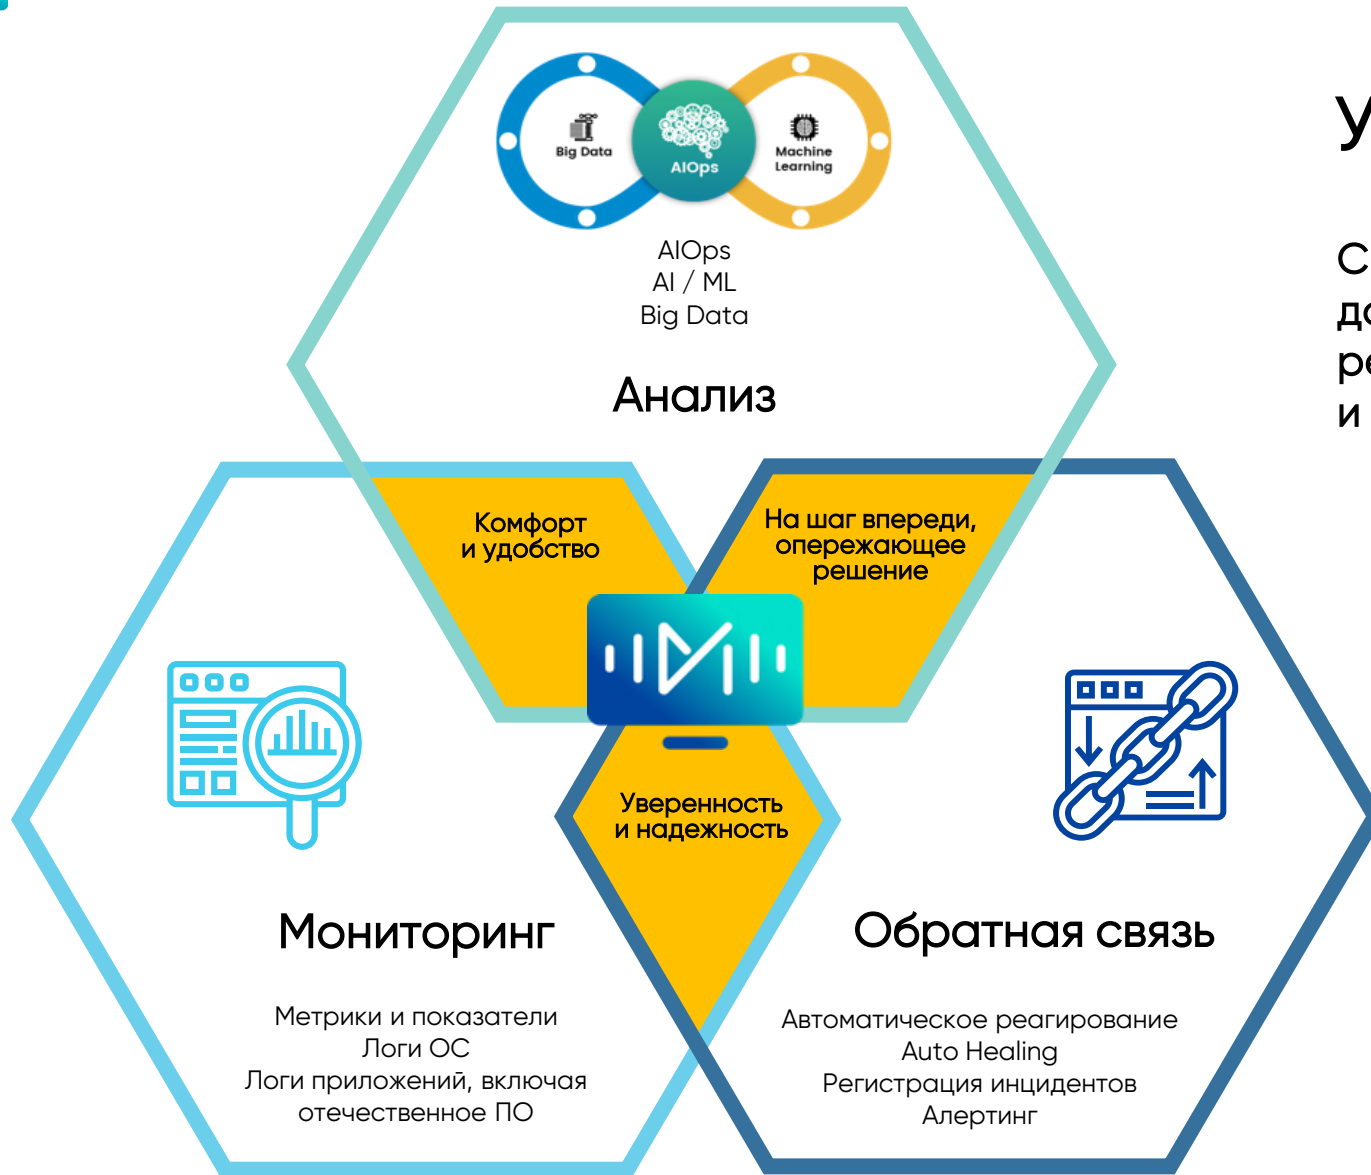 Big Data
AIOps
Machine
Learning
AIOps
AI / ML
Big Data
Анализ
Комфорт
и удобство
На шаг впереди,
опережающее
решение
Уверенность
и надежность
Мониторинг
Метрики и показатели
Логи ОС
Логи приложений, включая
отечественное ПО
Обратная связь
Автоматическое реагирование
Auto Healing
Регистрация инцидентов
Алертинг
и